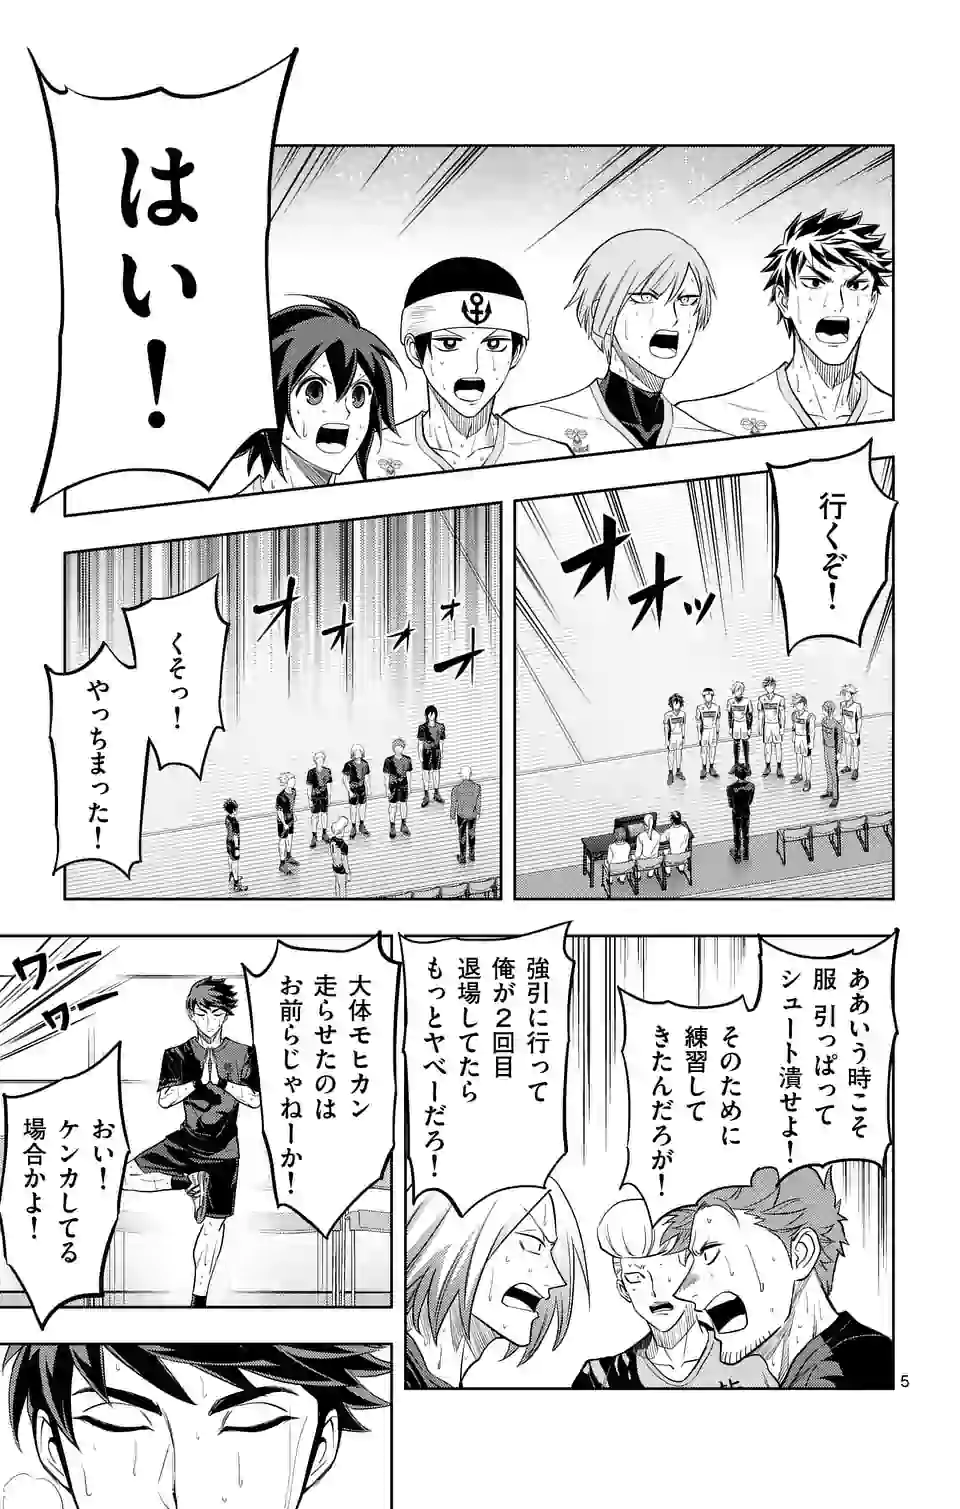 はい！
行くぞ！
オオオッ
オオオオオ
くそっ！
やっちまった！
ああいう時こそ
服 引っぱって
シュート潰せよ！
そのために
練習して
きたんだろが！
強引に行って
俺が2回目
退場してたら
もっとヤベーだろ！
大体モヒカン
走らせたのは
お前らじゃねーか！
ワー
ワー
おい！
ケンカしてる
場合かよ！
5